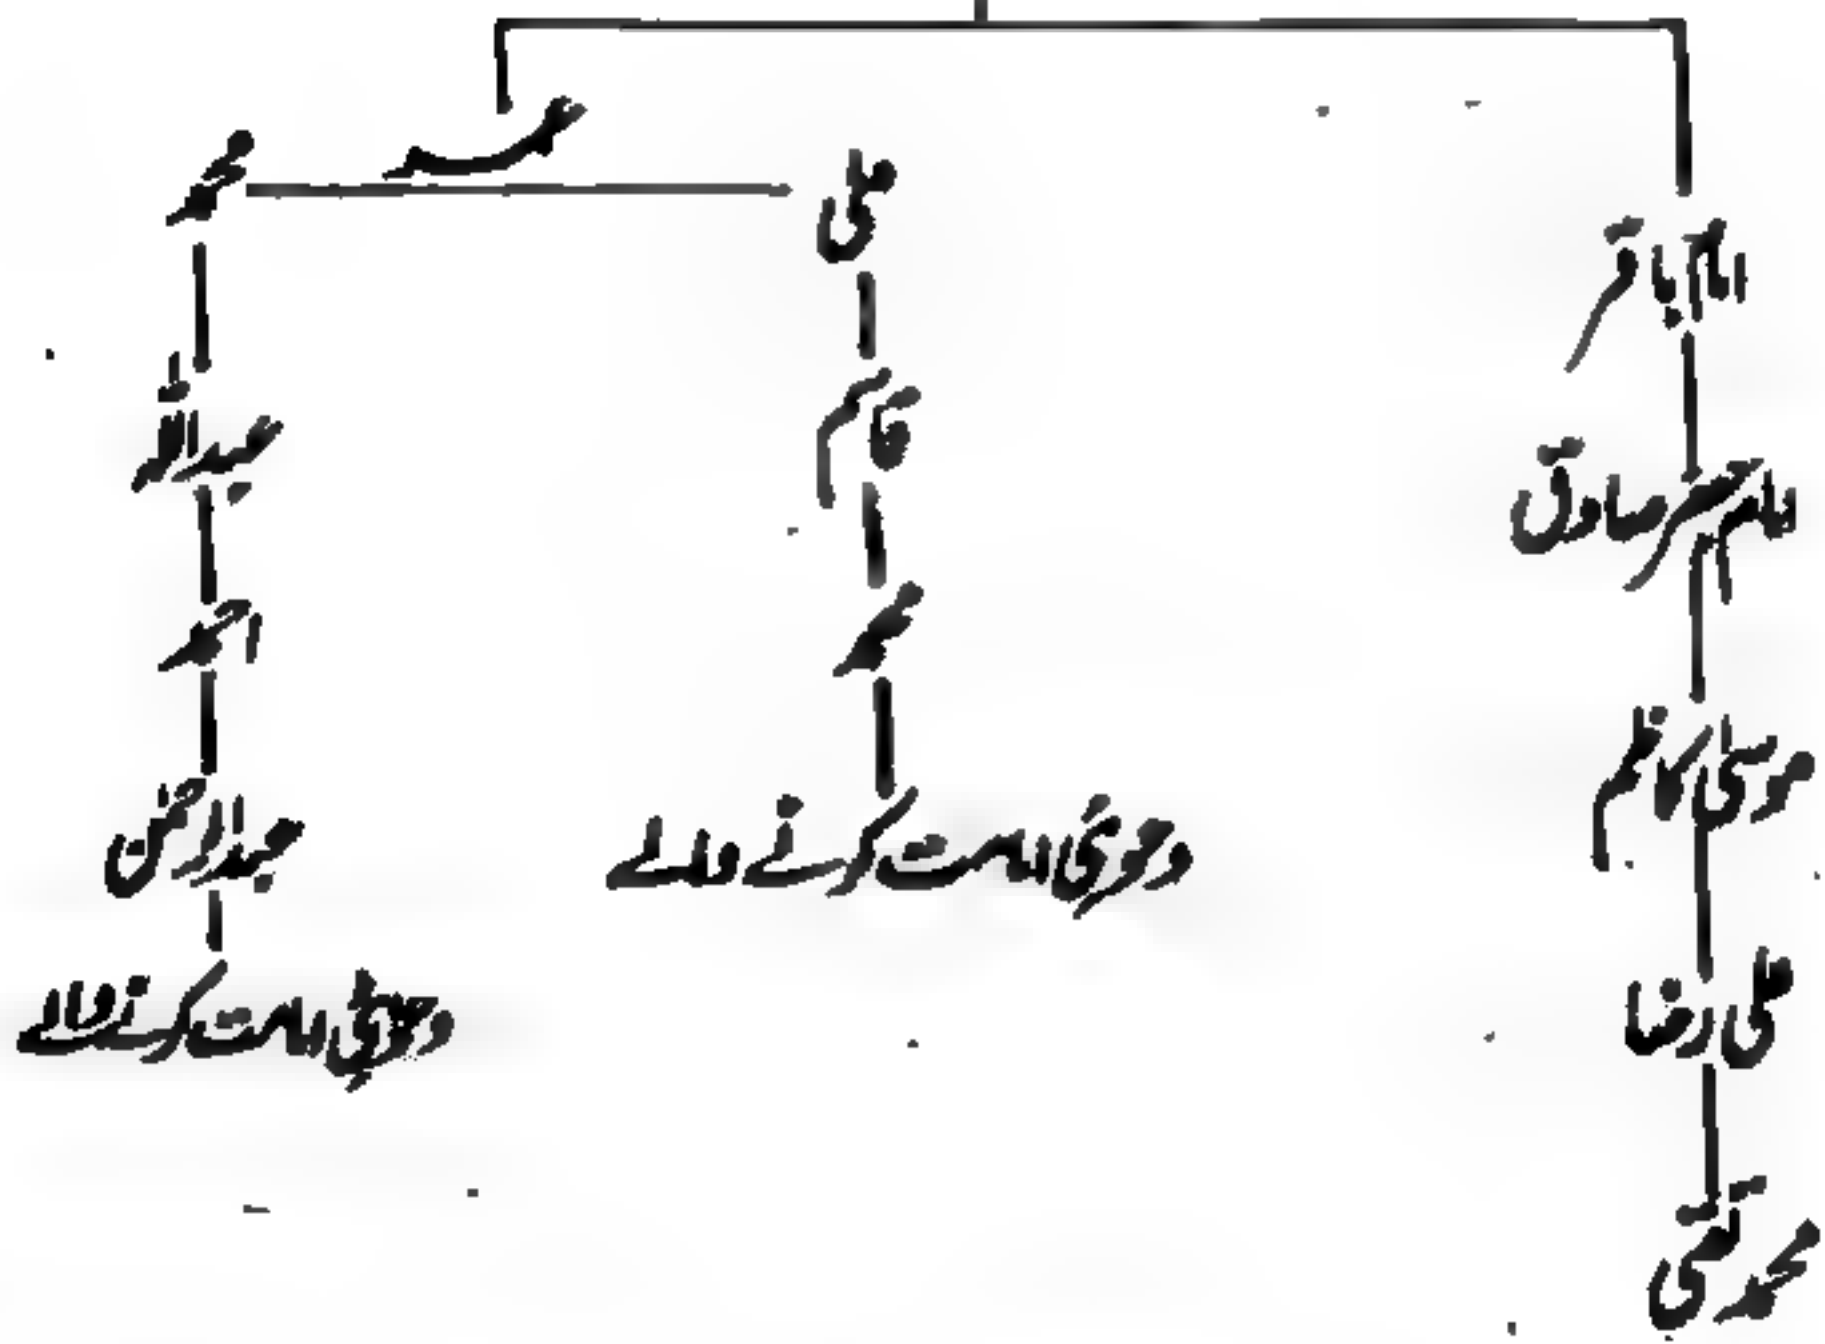 عمر
محمد
علی
امام باقر
عبداللہ
قاسم
امام جعفر صادق
احمد
محمد
موسیٰ کاظم
عبدالرحمٰن
دعویٰ امامت کرنے والے
علی رضا
دعویٰ امامت کرنے والے
محمد تقی